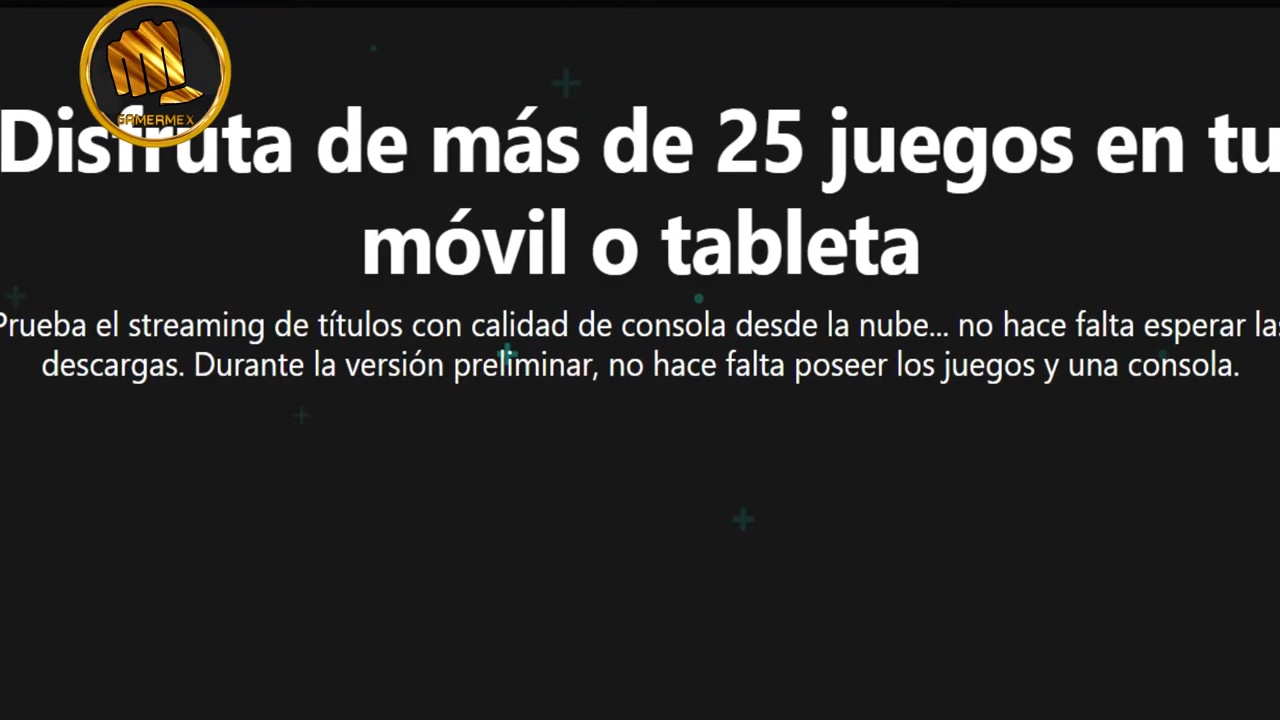 GAMERMEX
Disfruta de más de 25 juegos en tu
móvil o tableta
Prueba el streaming de títulos con calidad de consola desde la nube... no hace falta esperar las
descargas. Durante la versión preliminar, no hace falta poseer los juegos y una consola.